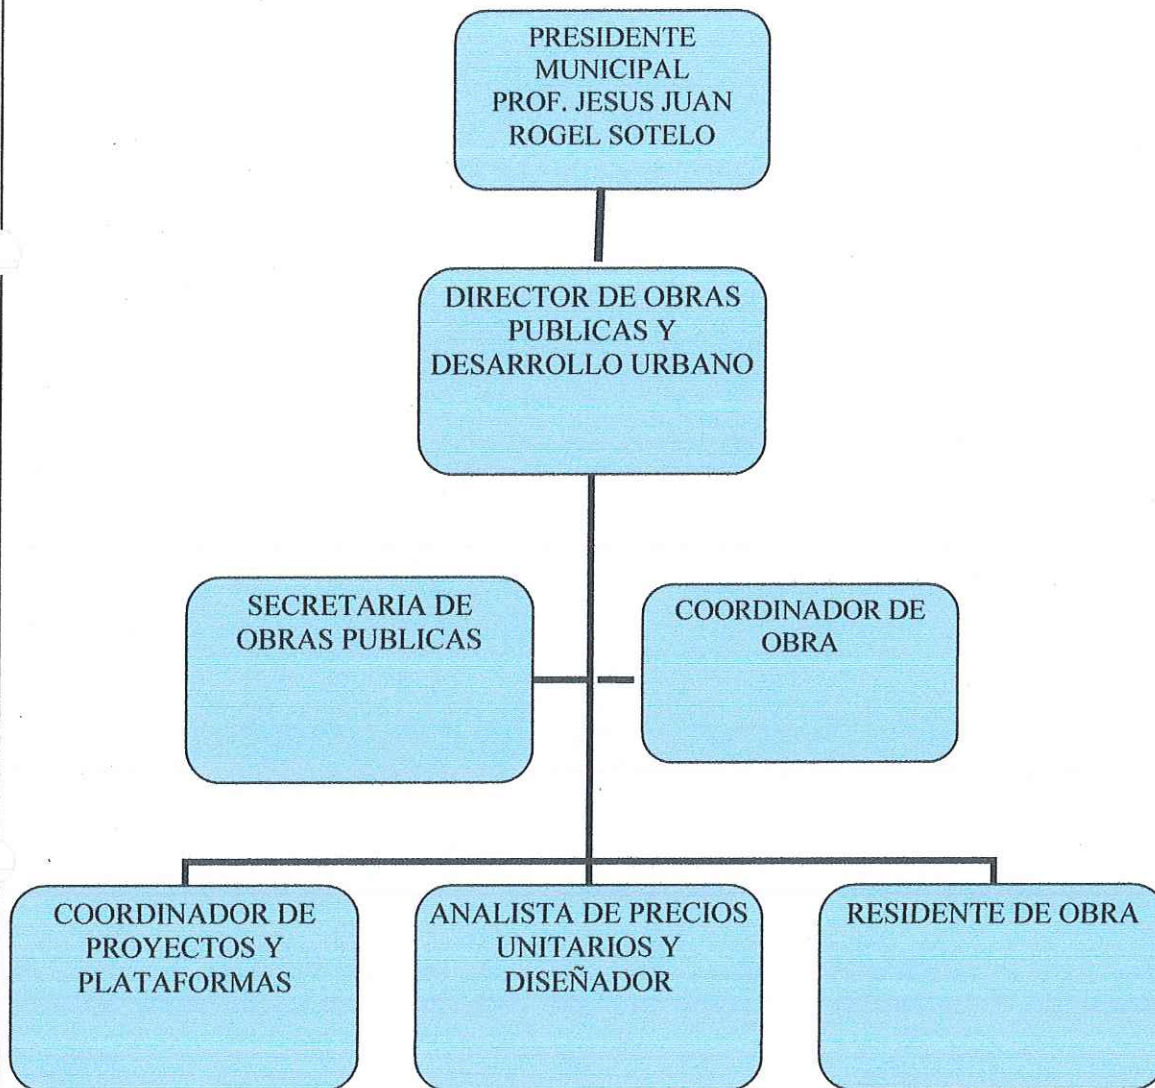 PRESIDENTE
MUNICIPAL
PROF. JESUS JUAN
ROGEL SOTELO
DIRECTOR DE OBRAS
PUBLICAS Y
DESARROLLO URBANO
SECRETARIA DE
OBRAS PUBLICAS
COORDINADOR DE
OBRA
COORDINADOR DE
PROYECTOS Y
PLATAFORMAS
ANALISTA DE PRECIOS
UNITARIOS Y
DISEÑADOR
RESIDENTE DE OBRA